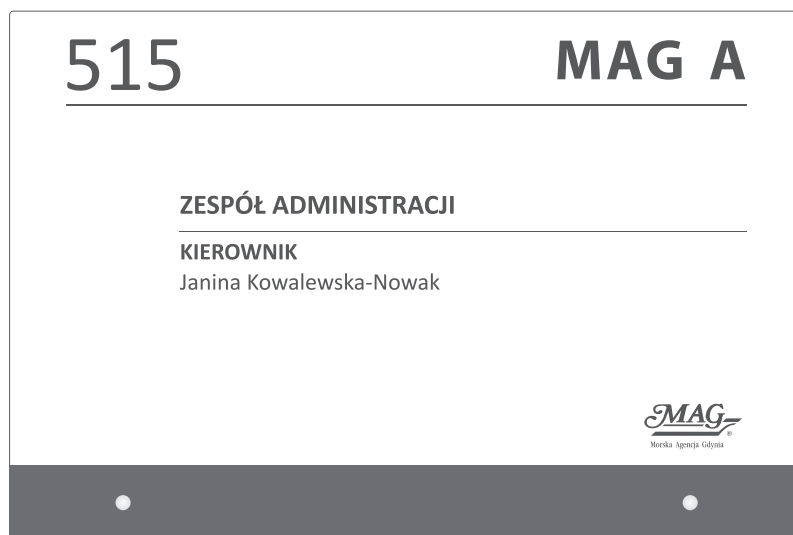 515 MAG A
ZESPÓŁ ADMINISTRACJI
KIEROWNIK
Janina Kowalewska-Nowak
MAG
®
Morska Agencja Gdynia